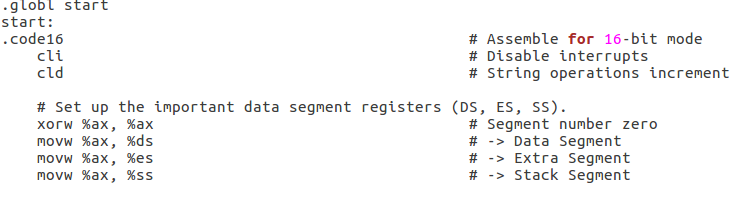 .globl start
start:
.code16                                             # Assemble for 16-bit mode
    cli                                             # Disable interrupts
    cld                                             # String operations increment
    # Set up the important data segment registers (DS, ES, SS).
    xorw %ax, %ax                                   # Segment number zero
    movw %ax, %ds                                   # -> Data Segment
    movw %ax, %es                                   # -> Extra Segment
    movw %ax, %ss                                   # -> Stack Segment